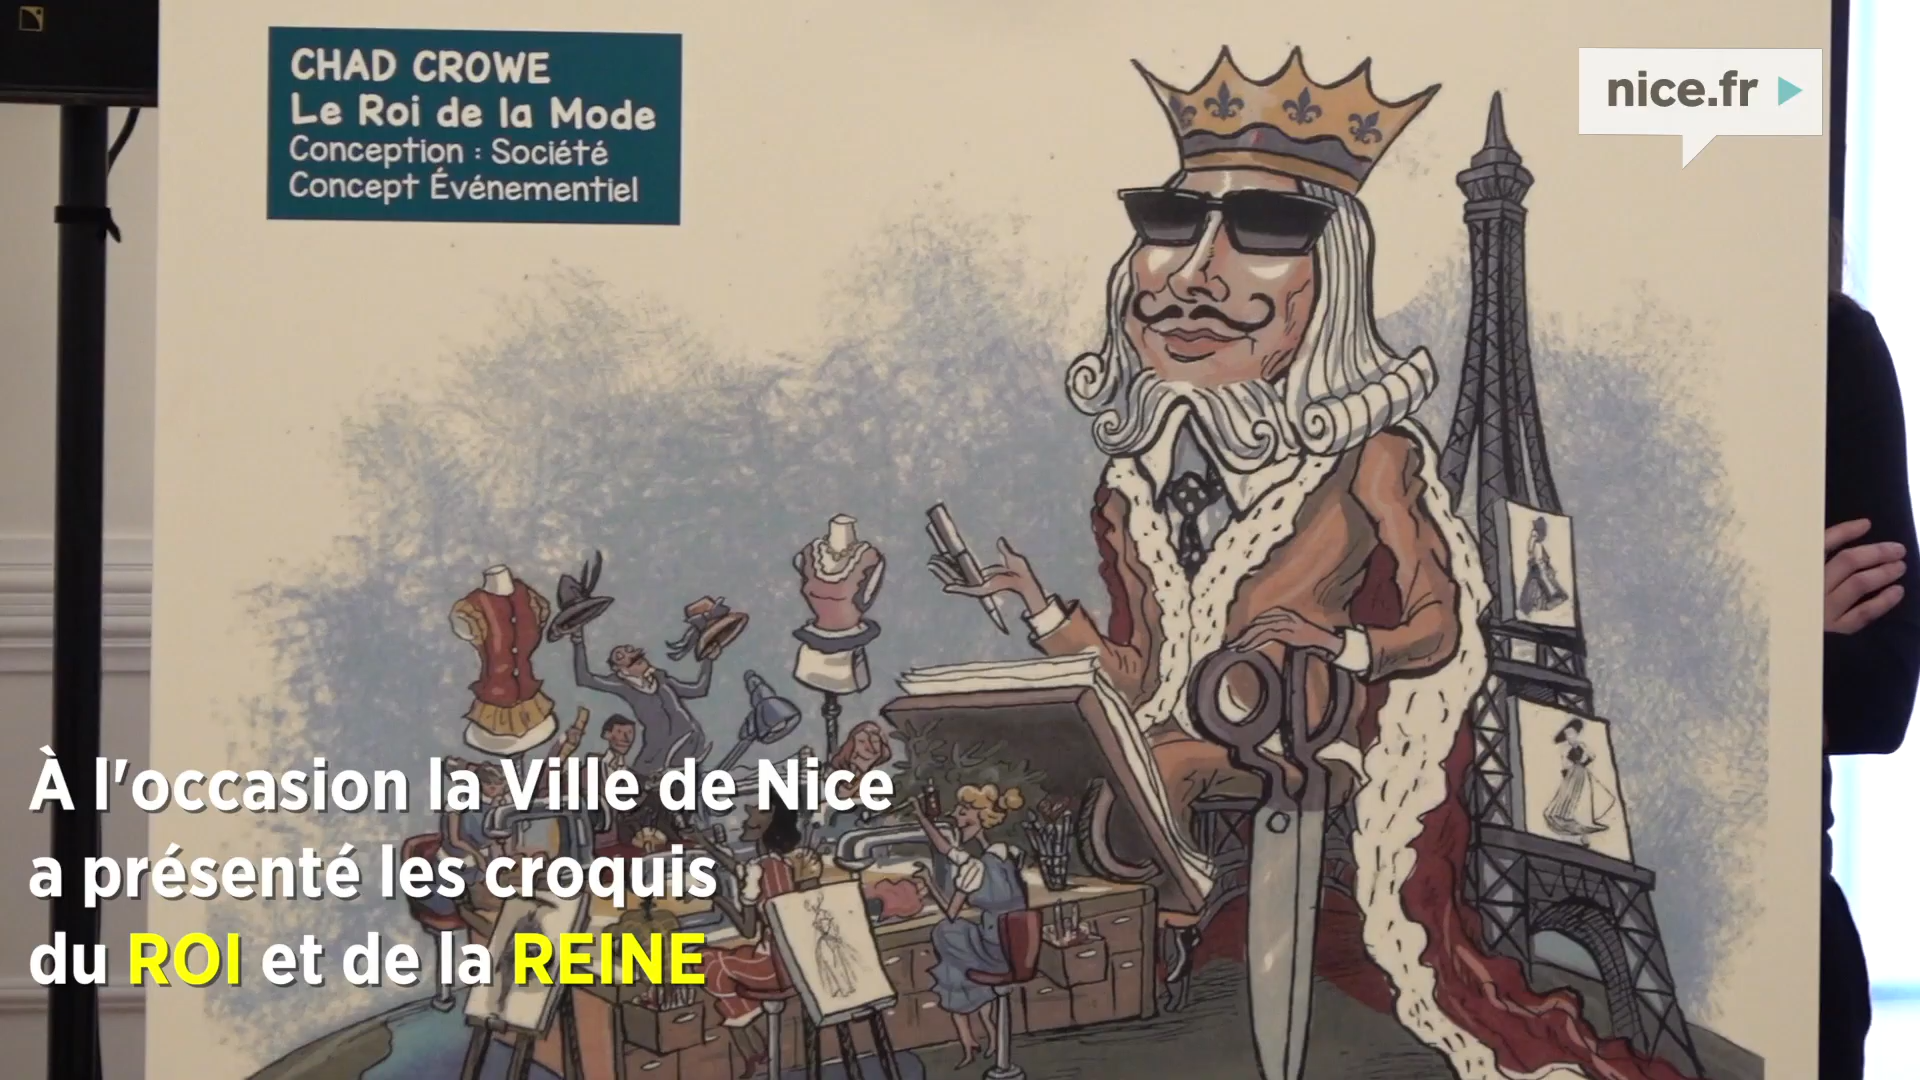 CHAD CROWE
Le Roi de la Mode
Conception : Société
Concept Événementiel
nice.fr
À l'occasion la Ville de Nice
a présenté les croquis
du ROI et de la REINE